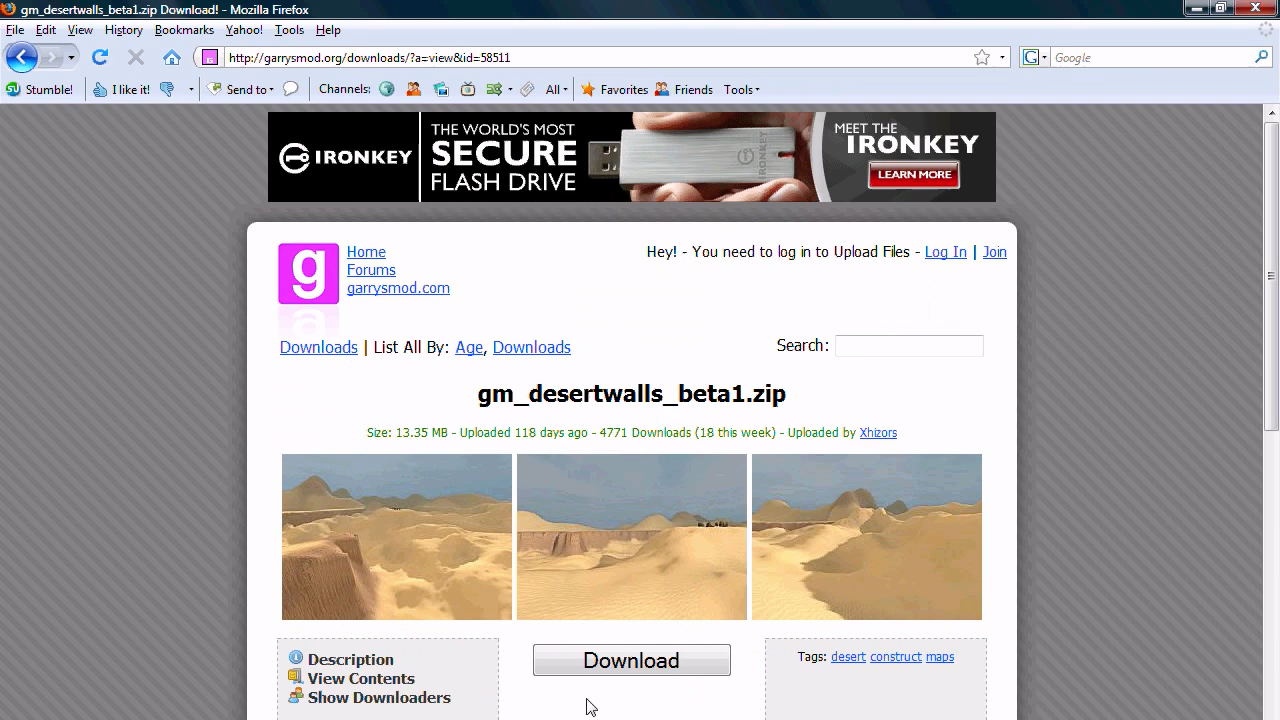 gm_desertwalls_beta1.zip Download! - Mozilla Firefox
File Edit View History Bookmarks Yahoo! Tools Help
http://garrysmod.org/downloads/?a=view&id=58511
G Google
Stumble! I like it! Send to Channels: All Favorites Friends Tools
IRONKEY
THE WORLD'S MOST
SECURE
FLASH DRIVE
IRONKEY
MEET THE
IRONKEY
LEARN MORE
g
Home
Forums
garrysmod.com
Hey! - You need to log in to Upload Files - Log In | Join
Downloads | List All By: Age, Downloads
Search:
gm_desertwalls_beta1.zip
Size: 13.35 MB - Uploaded 118 days ago - 4771 Downloads (18 this week) - Uploaded by Xhizors
Description
View Contents
Show Downloaders
Download
Tags: desert construct maps